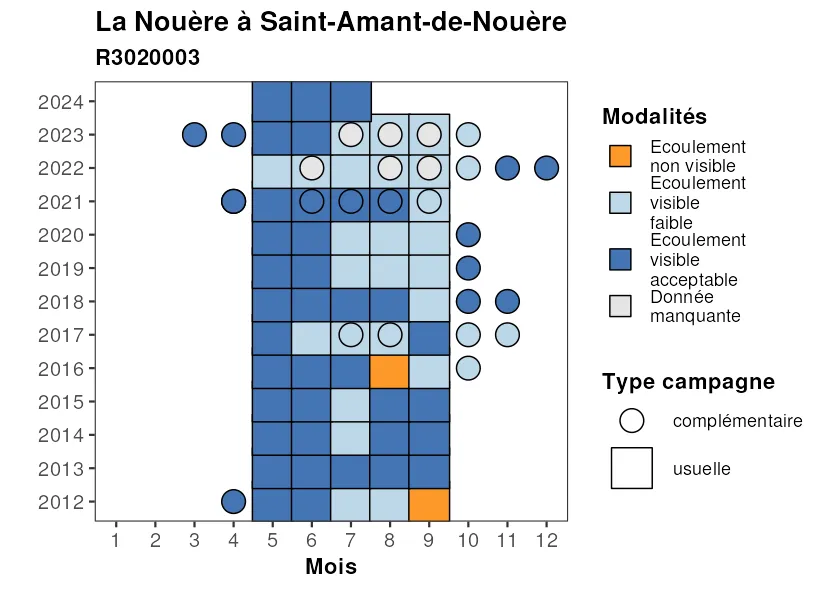 La Nouère à Saint-Amant-de-Nouère
R3020003
2024
2023
2022
2021
2020
2019
2018
2017
2016
2015
2014
2013
2012
1 2 3 4 5 6 7 8 9 10 11 12
Mois
Modalités
Ecoulement
non visible
Ecoulement
visible
faible
Ecoulement
visible
acceptable
Donnée
manquante
Type campagne
complémentaire
usuelle